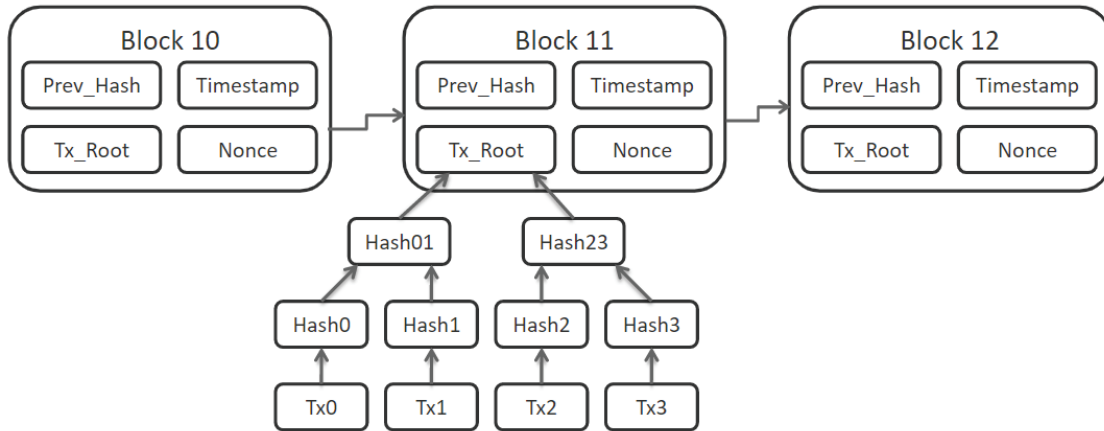 Block 10
Block 11
Block 12
Prev_Hash
Timestamp
Prev_Hash
Timestamp
Prev_Hash
Timestamp
Tx_Root
Nonce
Tx_Root
Nonce
Tx_Root
Nonce
Hash01
Hash23
Hash0
Hash1
Hash2
Hash3
Tx0
Tx1
Tx2
Tx3